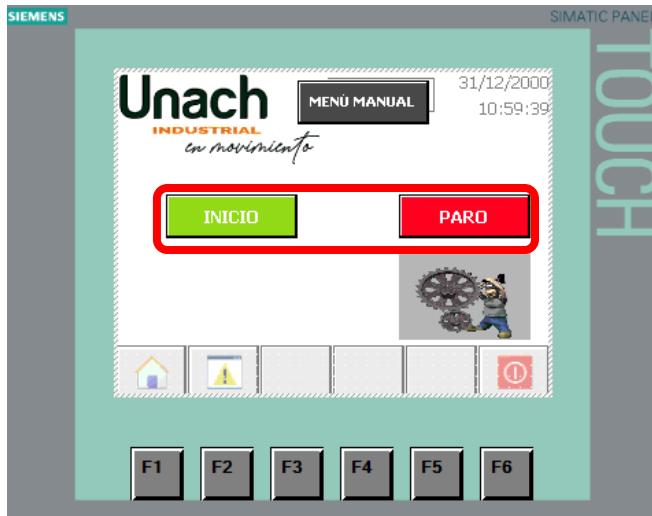 SIEMENS
SIMATIC PANEL
TOUCH
Unach
INDUSTRIAL
en movimiento
MENÙ MANUAL
31/12/2000
10:59:39
INICIO
PARO
F1
F2
F3
F4
F5
F6